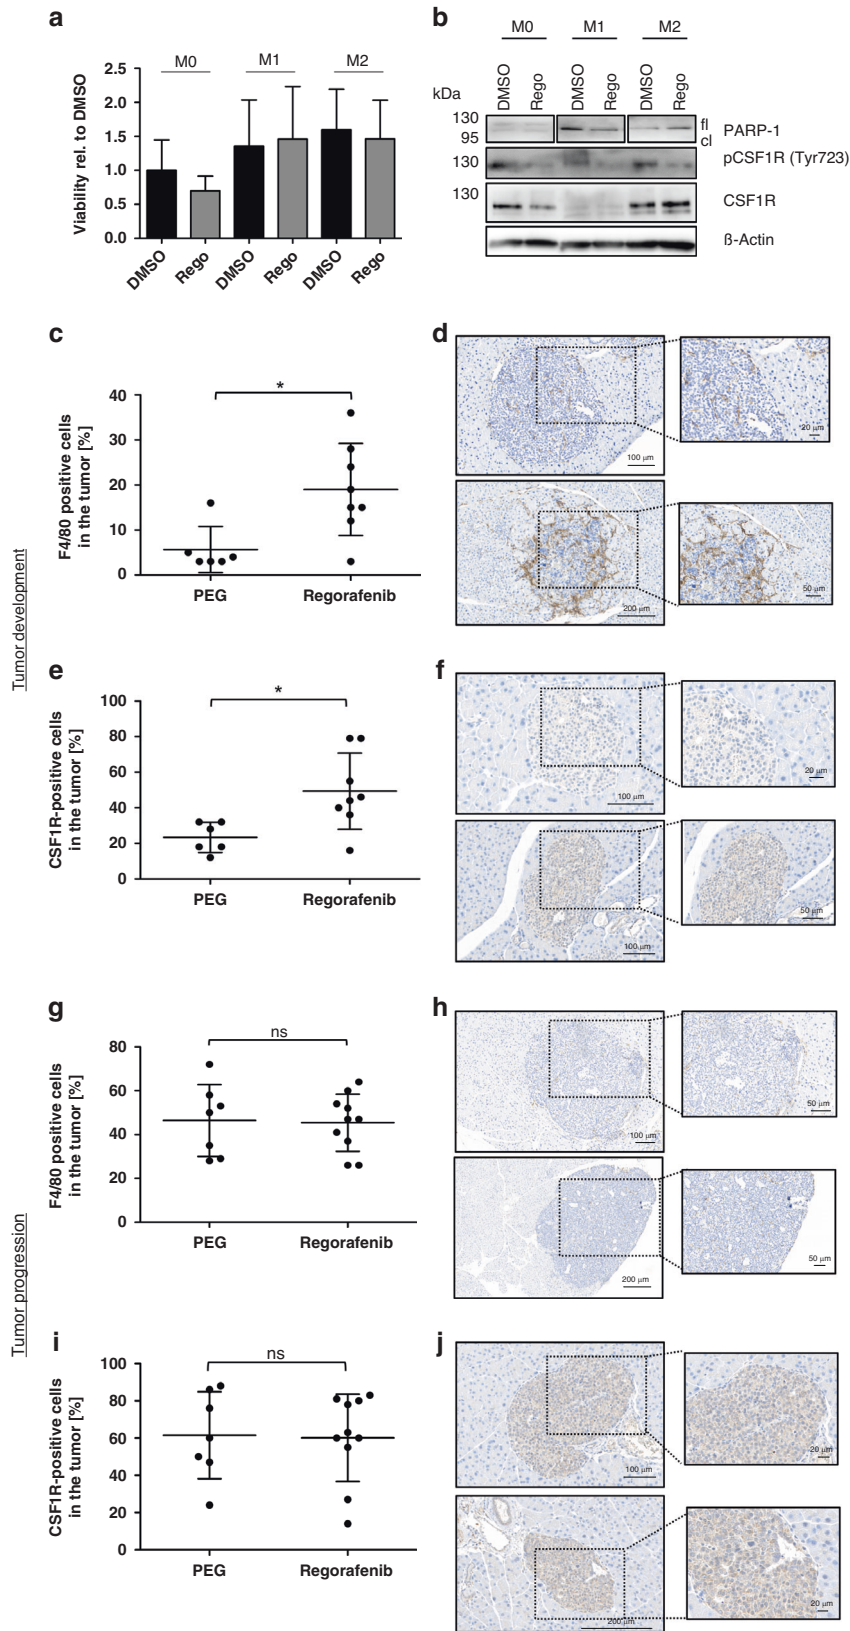 a
Viability rel. to DMSO
M0 M1 M2
2.5
2.0
1.5
1.0
0.5
0.0
DMSO Rego DMSO Rego DMSO Rego
b
M0 M1 M2
DMSO Rego DMSO Rego DMSO Rego
kDa
130
95
fl
cl
PARP-1
130
pCSF1R (Tyr723)
130
CSF1R
ß-Actin
Tumor development
c
F4/80 positive cells
in the tumor [%]
*
40
30
20
10
0
PEG Regorafenib
d
100 µm
20 µm
200 µm
50 µm
e
CSF1R-positive cells
in the tumor [%]
*
100
80
60
40
20
0
PEG Regorafenib
f
100 µm
20 µm
100 µm
50 µm
Tumor progression
g
F4/80 positive cells
in the tumor [%]
ns
80
60
40
20
0
PEG Regorafenib
h
100 µm
50 µm
200 µm
50 µm
i
CSF1R-positive cells
in the tumor [%]
ns
100
80
60
40
20
0
PEG Regorafenib
j
100 µm
20 µm
200 µm
20 µm